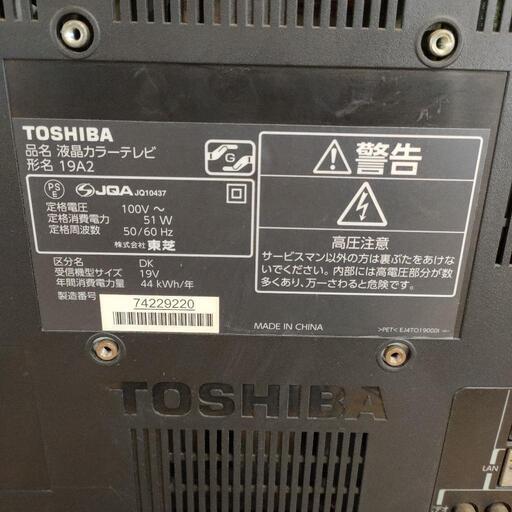 TOSHIBA
品名 液晶カラーテレビ
形名 19A2
G
PS
E
JQA JQ10437
定格電圧 100V ～
定格消費電力 51 W
定格周波数 50/60 Hz
株式会社 東芝
区分名 DK
受信機型サイズ 19V
年間消費電力量 44 kWh/年
製造番号 74229220
警告
高圧注意
サービスマン以外の方は裏ぶたをあけな
いでください。内部には高電圧部分が数
多くあり、万一さわると危険です。
MADE IN CHINA
>PET<
TOSHIBA
LAN